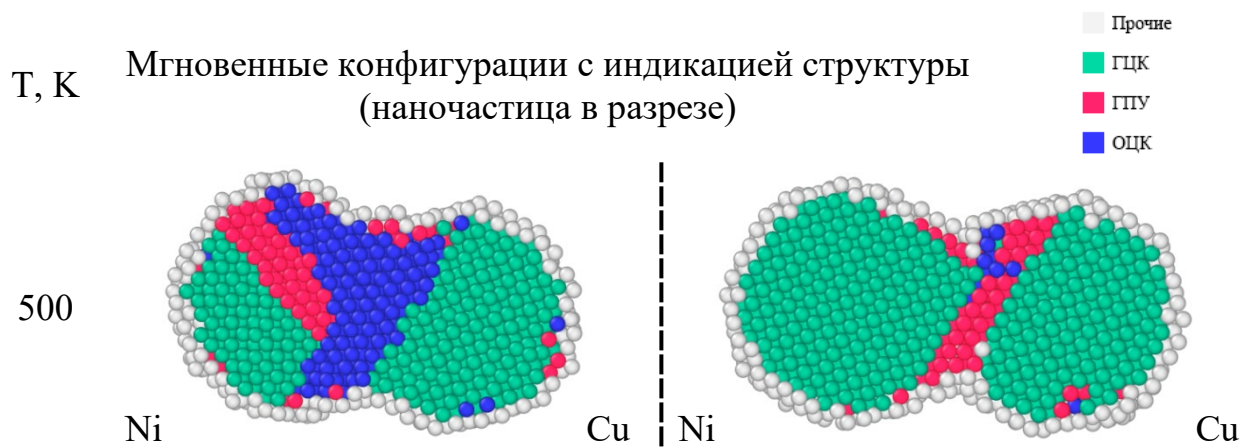 Прочие
ГЦК
ГПУ
ОЦК
T, K
Мгновенные конфигурации с индикацией структуры
(наночастица в разрезе)
500
Ni
Cu
Ni
Cu